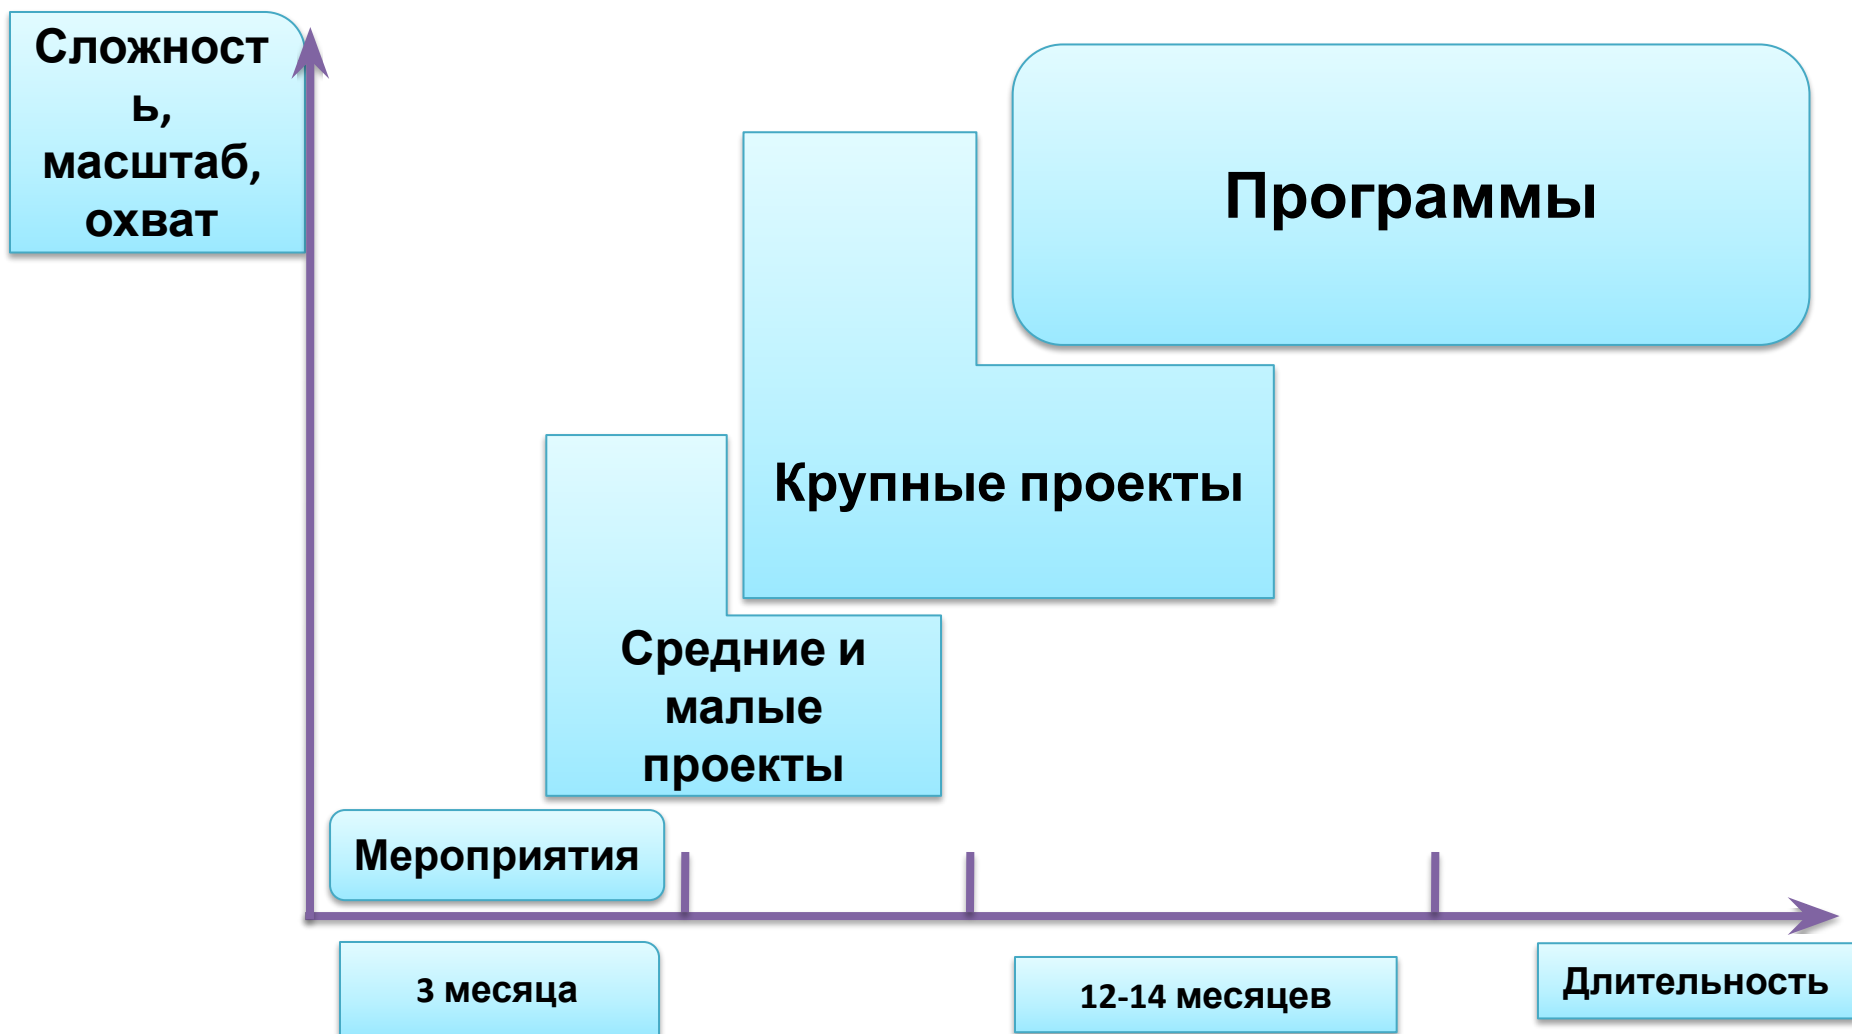 Сложност
ь,
масштаб,
охват
Программы
Крупные проекты
Средние и
малые
проекты
Мероприятия
3 месяца
12-14 месяцев
Длительность